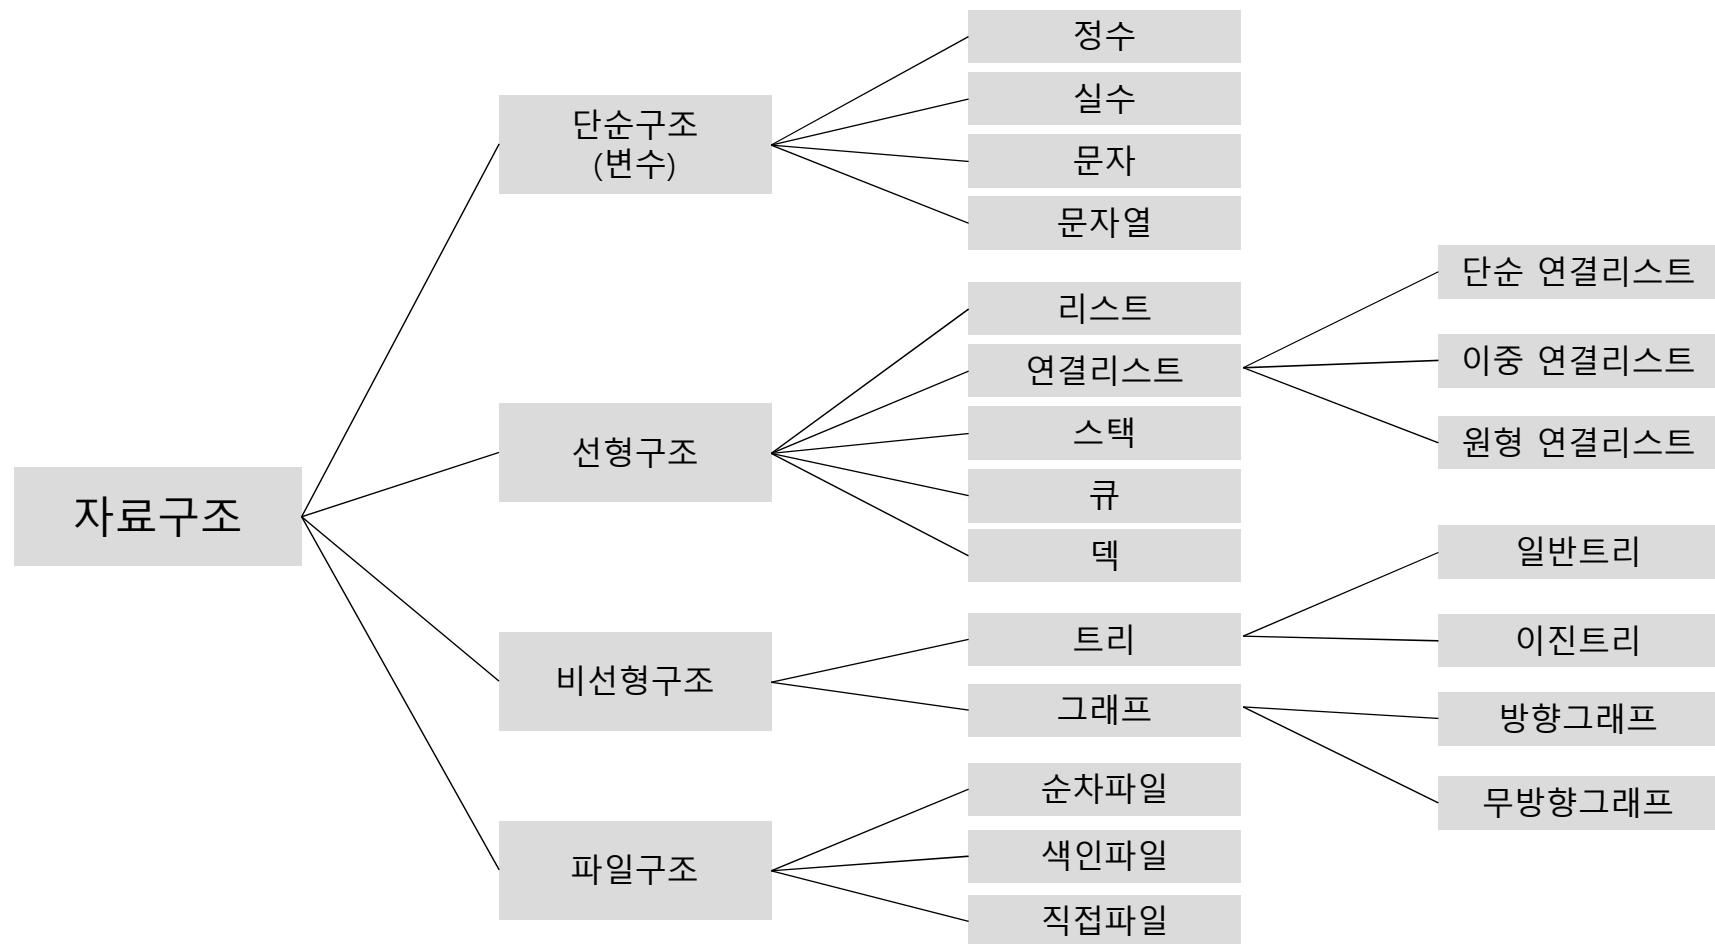 자료구조
단순구조
(변수)
정수
실수
문자
문자열
선형구조
리스트
연결리스트
단순 연결리스트
이중 연결리스트
원형 연결리스트
스택
큐
덱
비선형구조
트리
일반트리
이진트리
그래프
방향그래프
무방향그래프
파일구조
순차파일
색인파일
직접파일